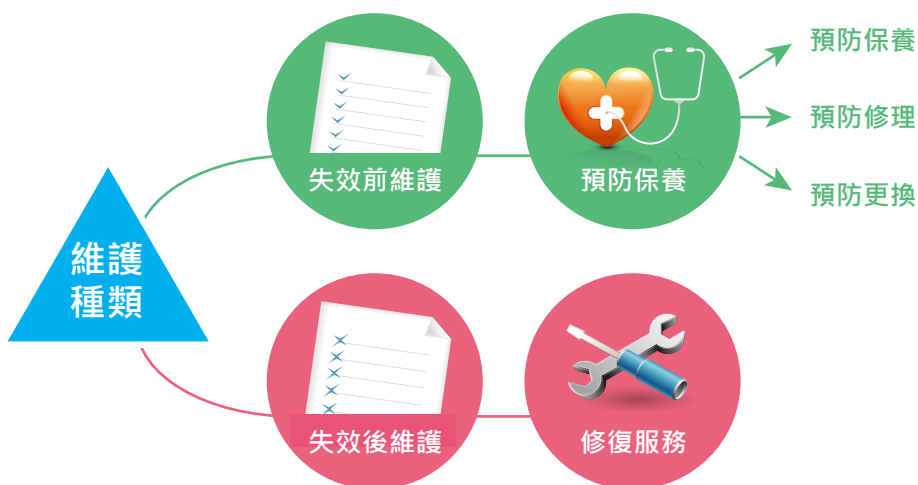 維護
種類
失效前維護
預防保養
預防保養
預防修理
預防更換
失效後維護
修復服務